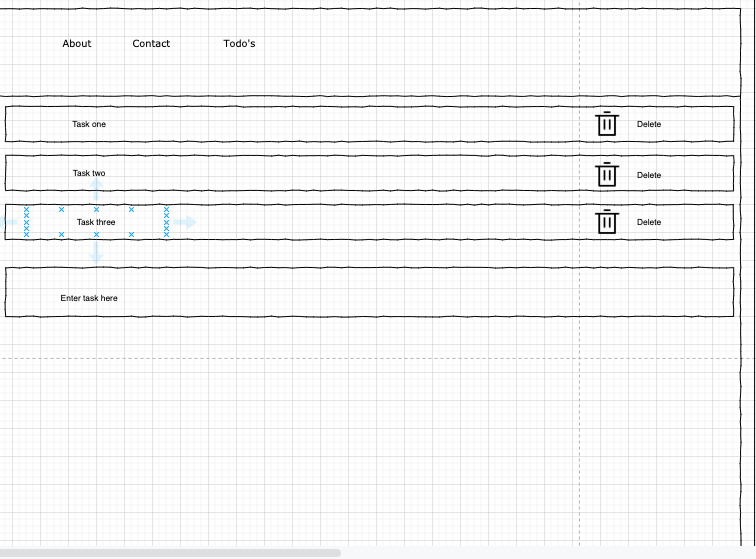 About Contact Todo's
Task one Delete
Task two Delete
Task three Delete
Enter task here